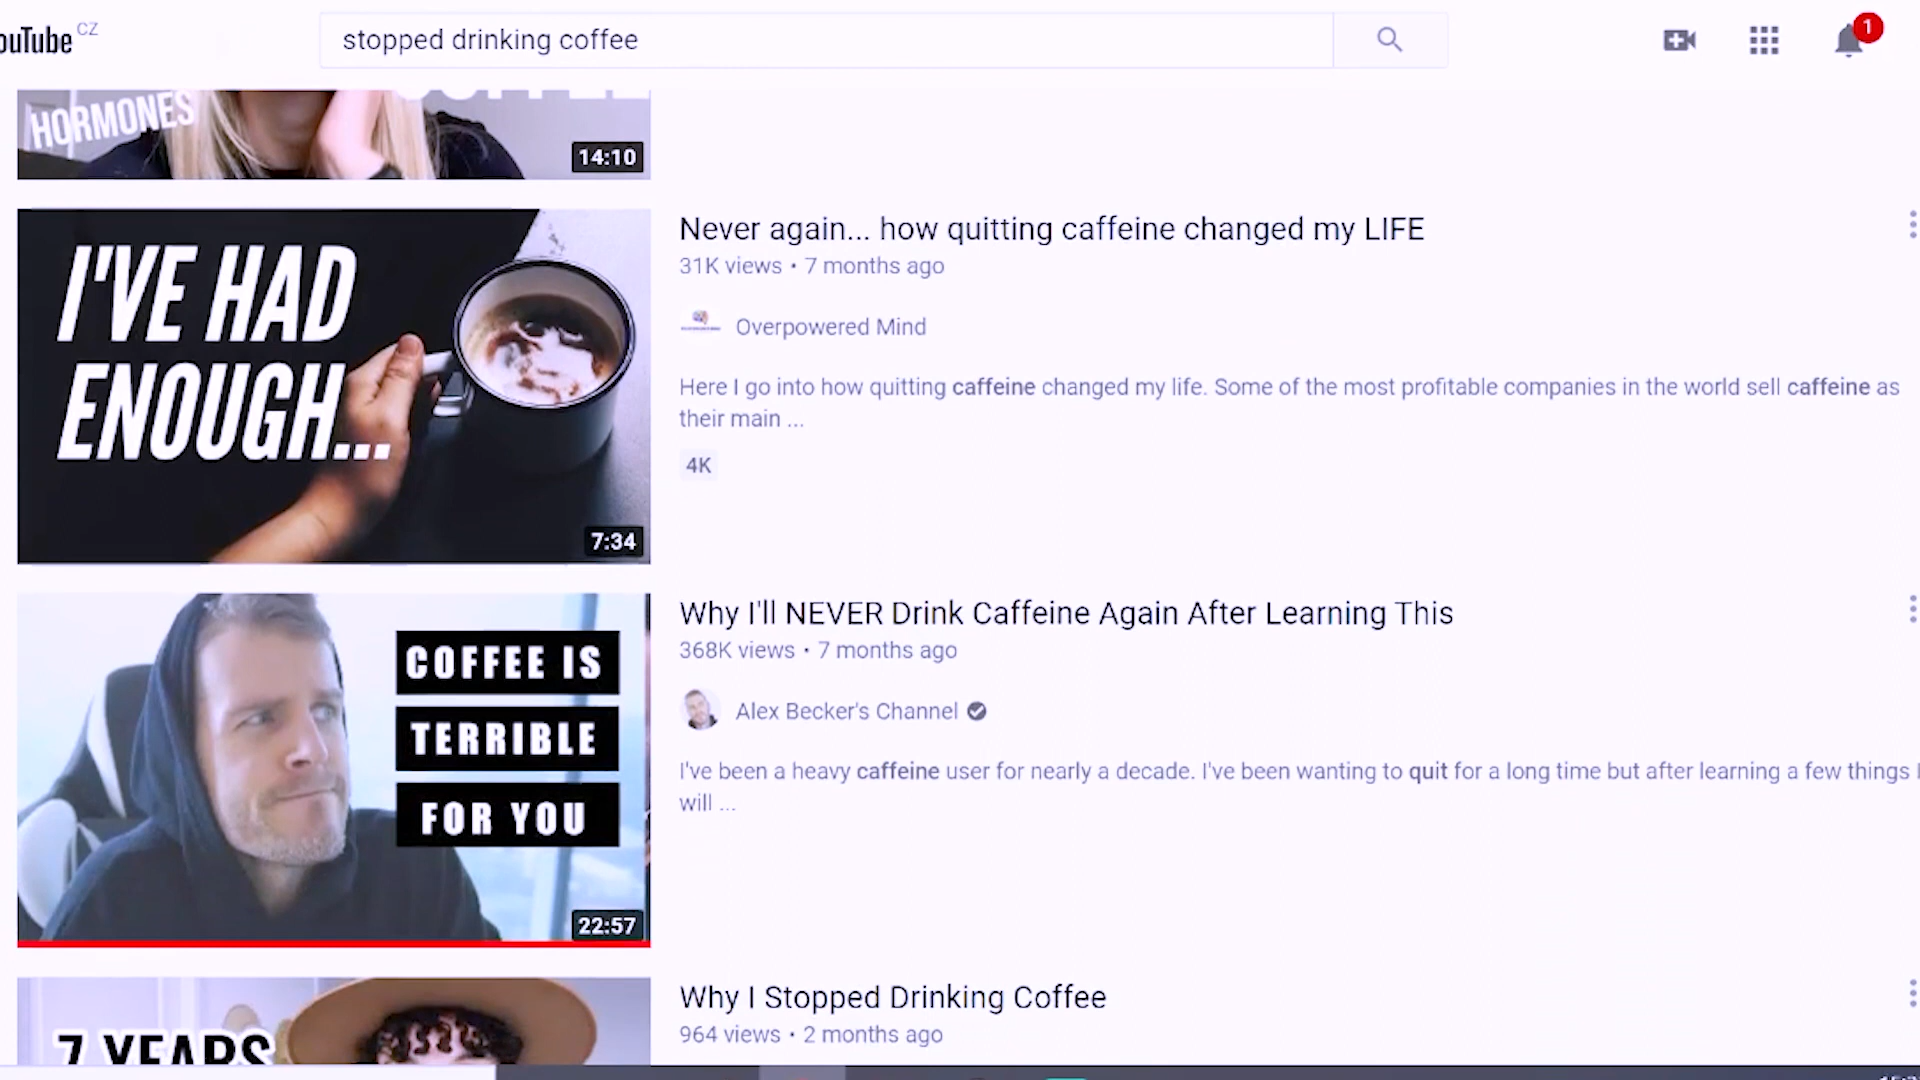 ouTube CZ
stopped drinking coffee
1
HORMONES
14:10
I'VE HAD
ENOUGH...
7:34
Never again... how quitting caffeine changed my LIFE
31K views • 7 months ago
Overpowered Mind
Here I go into how quitting caffeine changed my life. Some of the most profitable companies in the world sell caffeine as
their main ...
4K
COFFEE IS
TERRIBLE
FOR YOU
22:57
Why I'll NEVER Drink Caffeine Again After Learning This
368K views • 7 months ago
Alex Becker's Channel
I've been a heavy caffeine user for nearly a decade. I've been wanting to quit for a long time but after learning a few things I
will ...
7 YEARS
Why I Stopped Drinking Coffee
964 views • 2 months ago